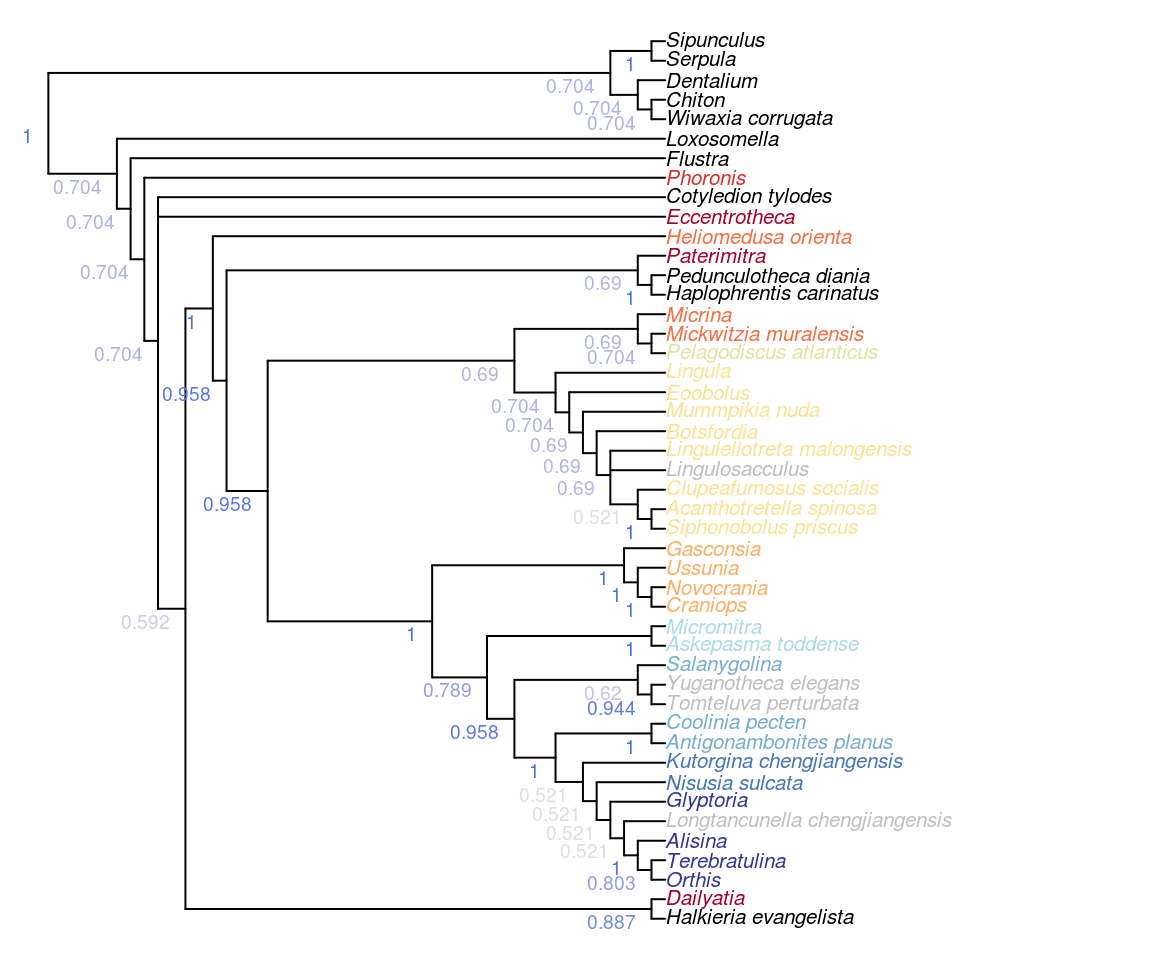 Sipunculus
Serpula
1
Dentalium
0.704
Chiton
0.704
Wiwaxia corrugata
0.704
1
Loxosomella
Flustra
Phoronis
0.704
Cotyledion tylodes
Eccentrotheca
0.704
Heliomedusa orienta
Paterimitra
0.704
Pedunculotheca diania
0.69
Haplophrentis carinatus
1
Micrina
1
Mickwitzia muralensis
0.69
Pelagodiscus atlanticus
0.704
0.704
Lingula
0.69
Eoobolus
0.958
Mummpikia nuda
0.704
0.704
Botsfordia
0.69
Lingulellotreta malongensis
0.69
Lingulosacculus
0.69
Clupeafumosus socialis
0.958
Acanthotretella spinosa
0.521
Siphonobolus priscus
1
Gasconsia
Ussunia
1
Novocrania
1
Craniops
1
0.592
Micromitra
1
Askepasma toddense
1
Salanygolina
Yuganotheca elegans
0.789
0.62
Tomteluva perturbata
0.944
Coolinia pecten
0.958
Antigonambonites planus
1
Kutorgina chengjiangensis
1
Nisusia sulcata
0.521
Glyptoria
0.521
Longtancunella chengjiangensis
0.521
Alisina
0.521
Terebratulina
1
Orthis
0.803
Dailyatia
Halkieria evangelista
0.887